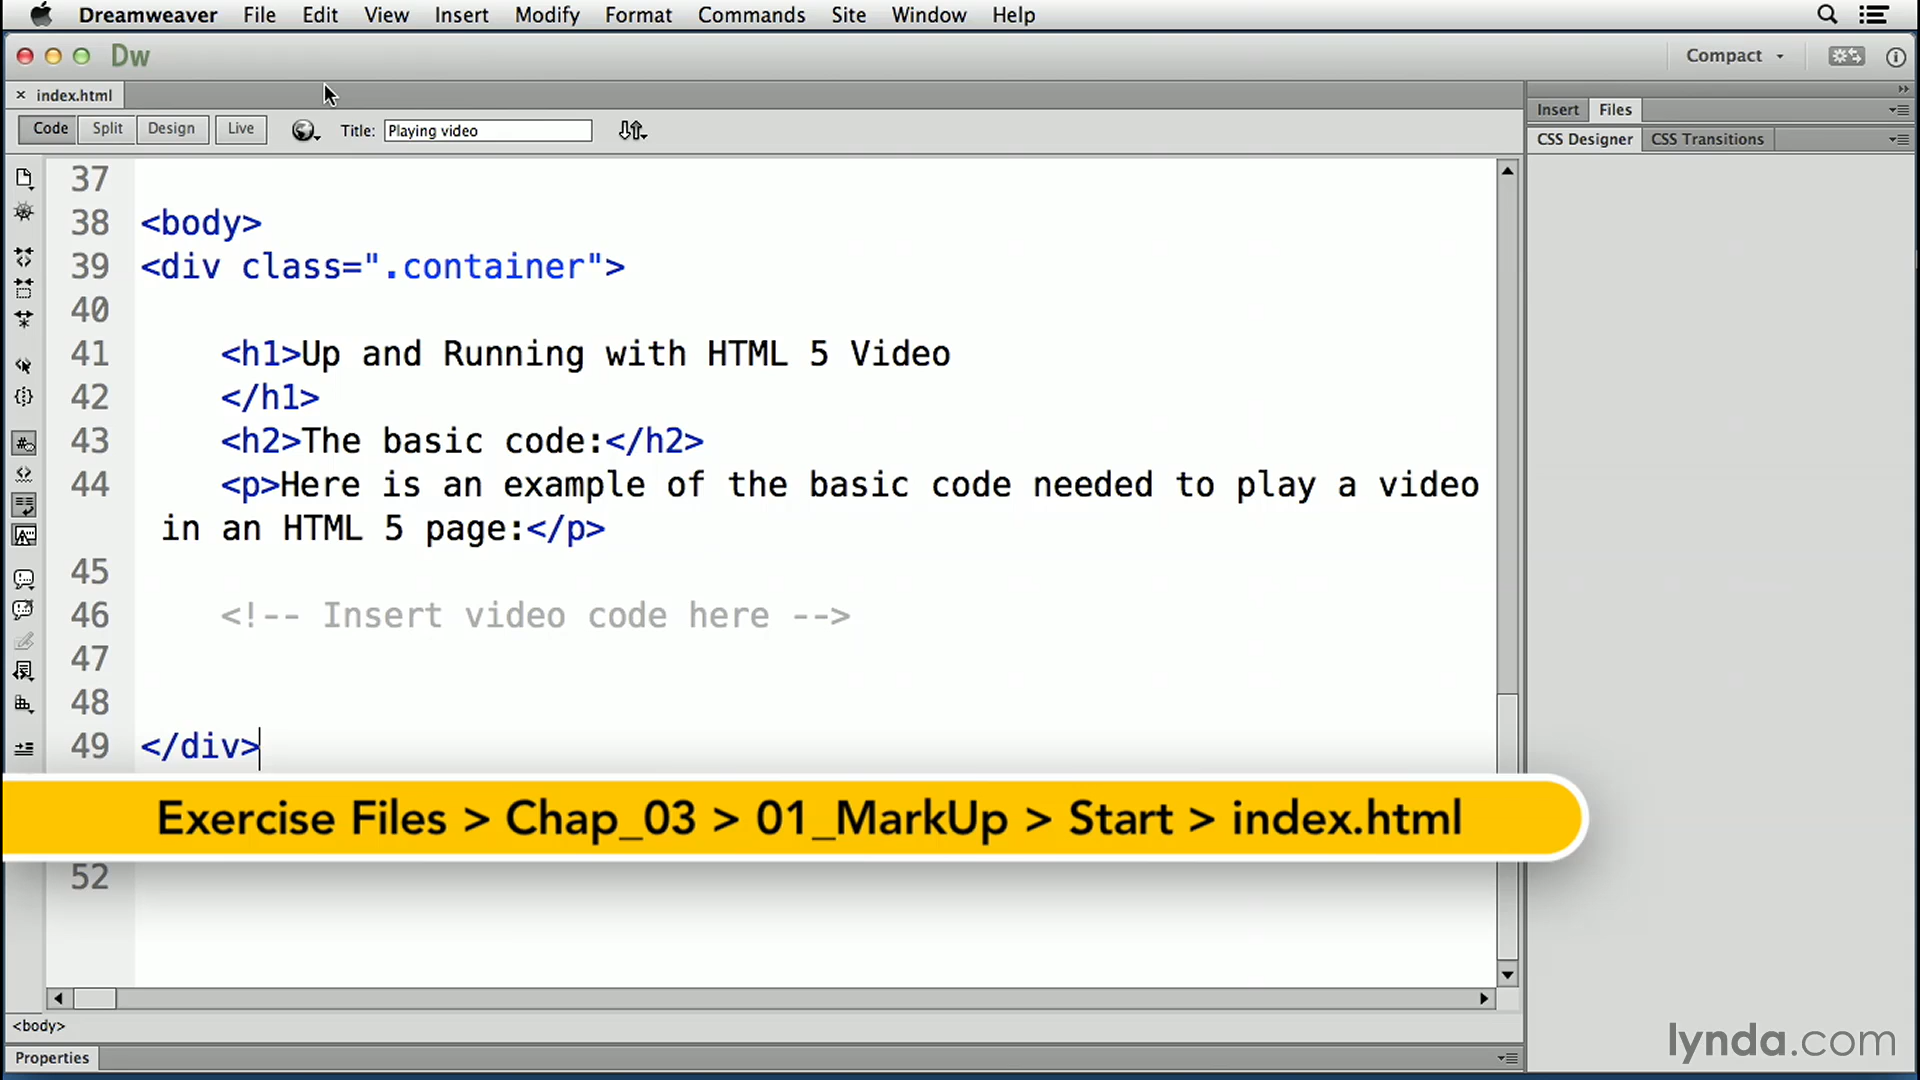 Dreamweaver File Edit View Insert Modify Format Commands Site Window Help
Dw
Compact
index.html
Insert Files
Code Split Design Live Title: Playing video
CSS Designer CSS Transitions
37
38 <body>
39 <div class=".container">
40
41 <h1>Up and Running with HTML 5 Video
42 </h1>
43 <h2>The basic code:</h2>
44 <p>Here is an example of the basic code needed to play a video
in an HTML 5 page:</p>
45
46 <!-- Insert video code here -->
47
48
49 </div>
Exercise Files > Chap_03 > 01_MarkUp > Start > index.html
52
<body>
lynda.com
Properties